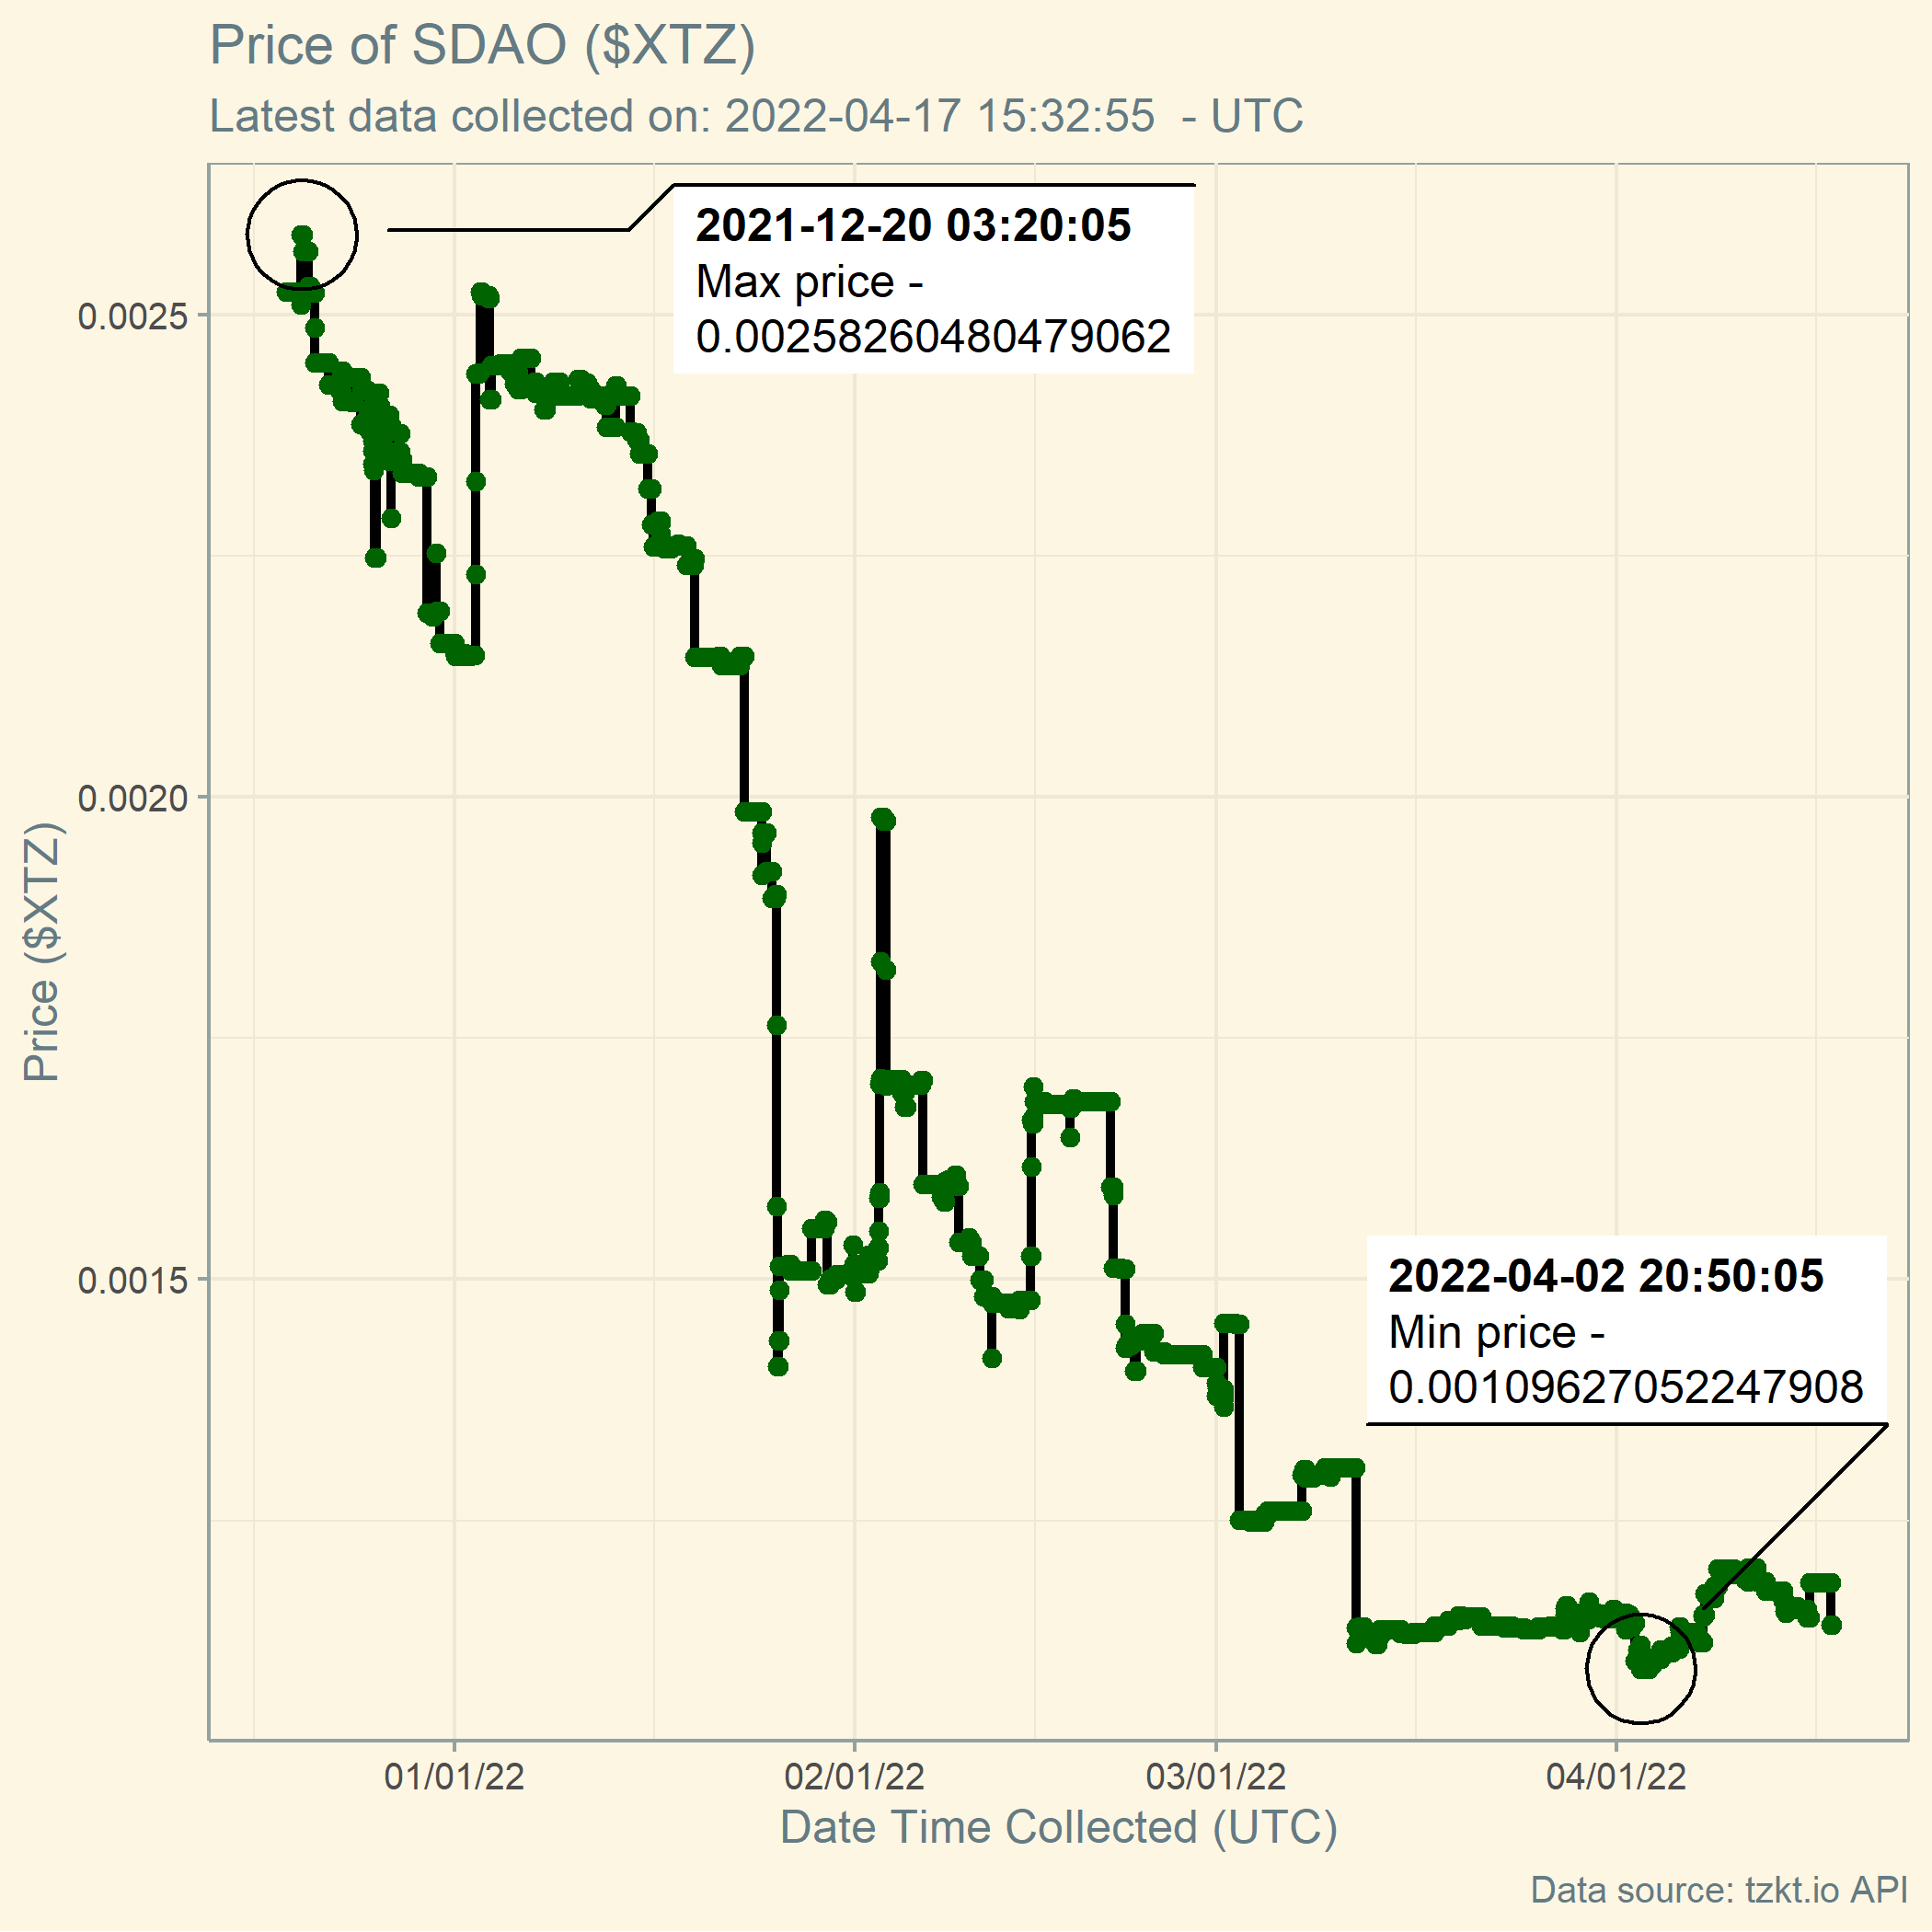 Price of SDAO ($XTZ)
Latest data collected on: 2022-04-17 15:32:55  - UTC
2021-12-20 03:20:05
Max price -
0.00258260480479062
0.0025
0.0020
0.0015
Price ($XTZ)
2022-04-02 20:50:05
Min price -
0.00109627052247908
01/01/22
02/01/22
03/01/22
04/01/22
Date Time Collected (UTC)
Data source: tzkt.io API